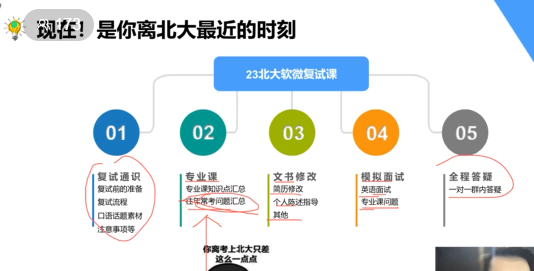 现在！是你离北大最近的时刻
173
23北大软微复试课
01
02
03
04
05
复试通识
复试前的准备
复试流程
口语话题素材
注意事项等
专业课
专业课知识点汇总
往年常考问题汇总
文书修改
简历修改
个人陈述指导
其他
模拟面试
英语面试
专业课问题
全程答疑
一对一群内答疑
你离考上北大只差
这一点点